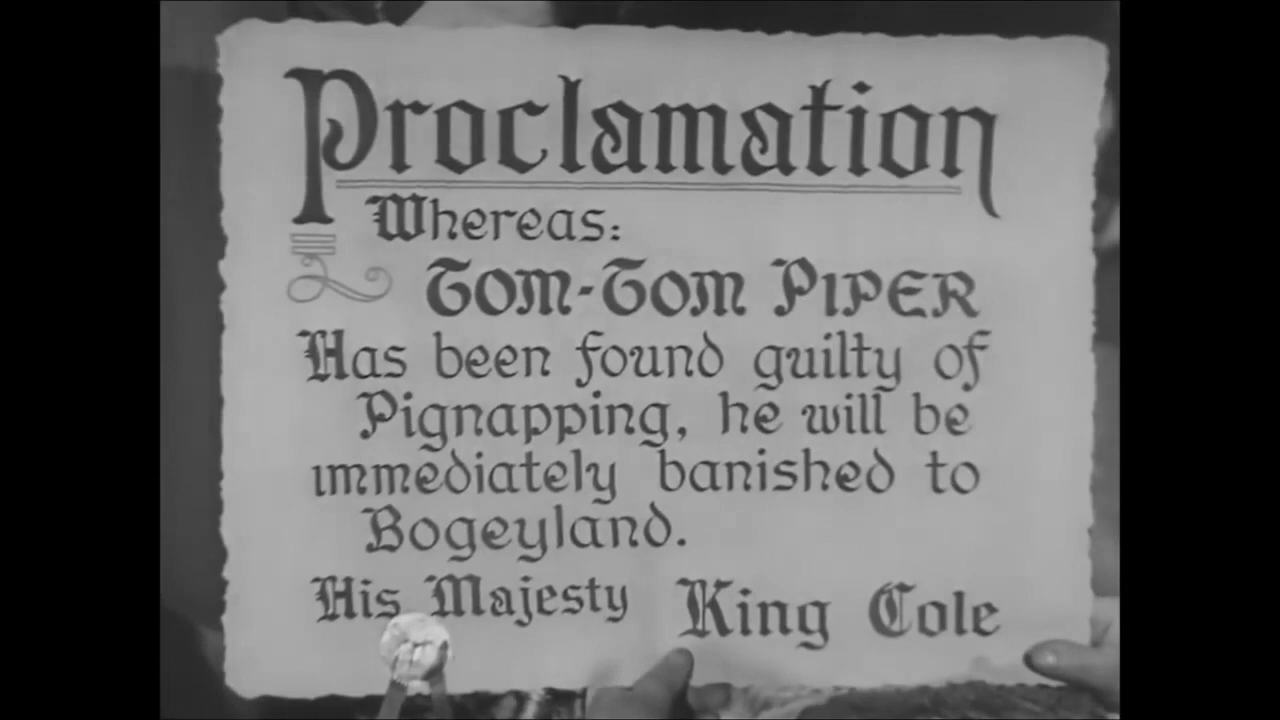 Proclamation
Whereas:
Tom-Tom Piper
Has been found guilty of
Pignapping, he will be
immediately banished to
Bogeyland.
His Majesty King Cole